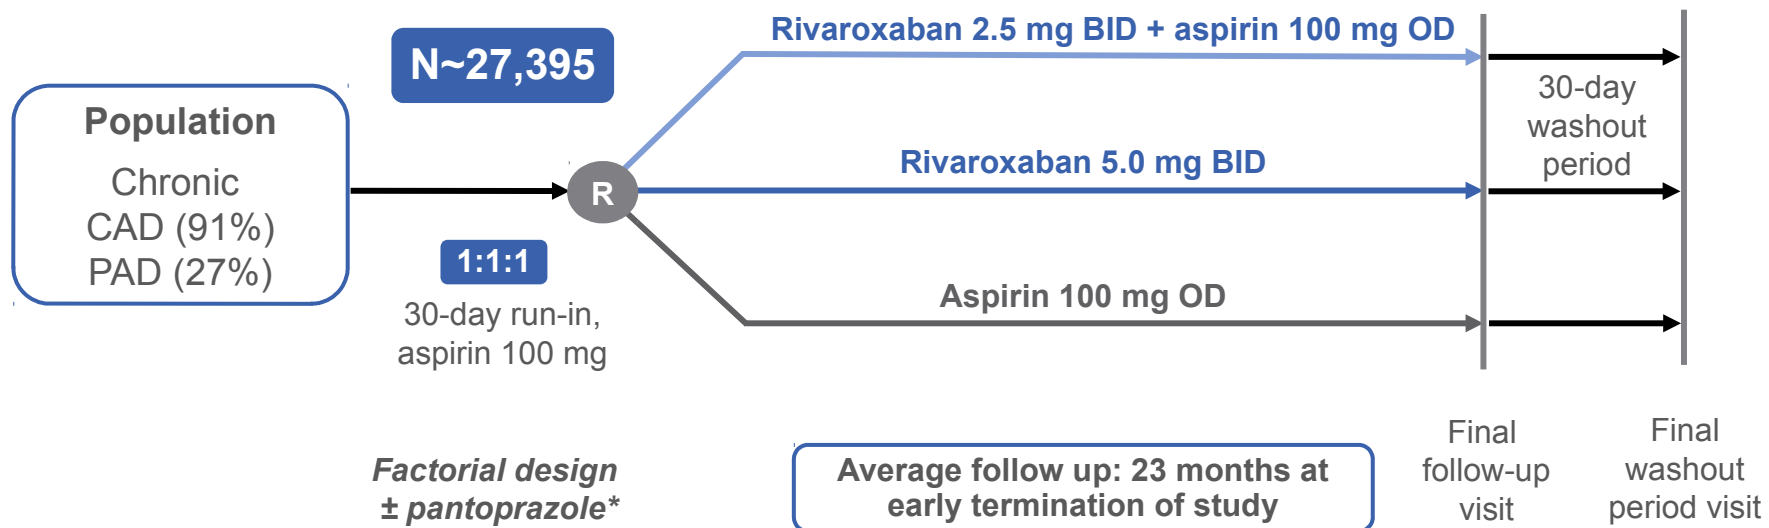 Population
Chronic
CAD (91%)
PAD (27%)
N~27,395
1:1:1
30-day run-in,
aspirin 100 mg
R
Rivaroxaban 2.5 mg BID + aspirin 100 mg OD
Rivaroxaban 5.0 mg BID
Aspirin 100 mg OD
30-day
washout
period
Factorial design
± pantoprazole*
Average follow up: 23 months at
early termination of study
Final
follow-up
visit
Final
washout
period visit